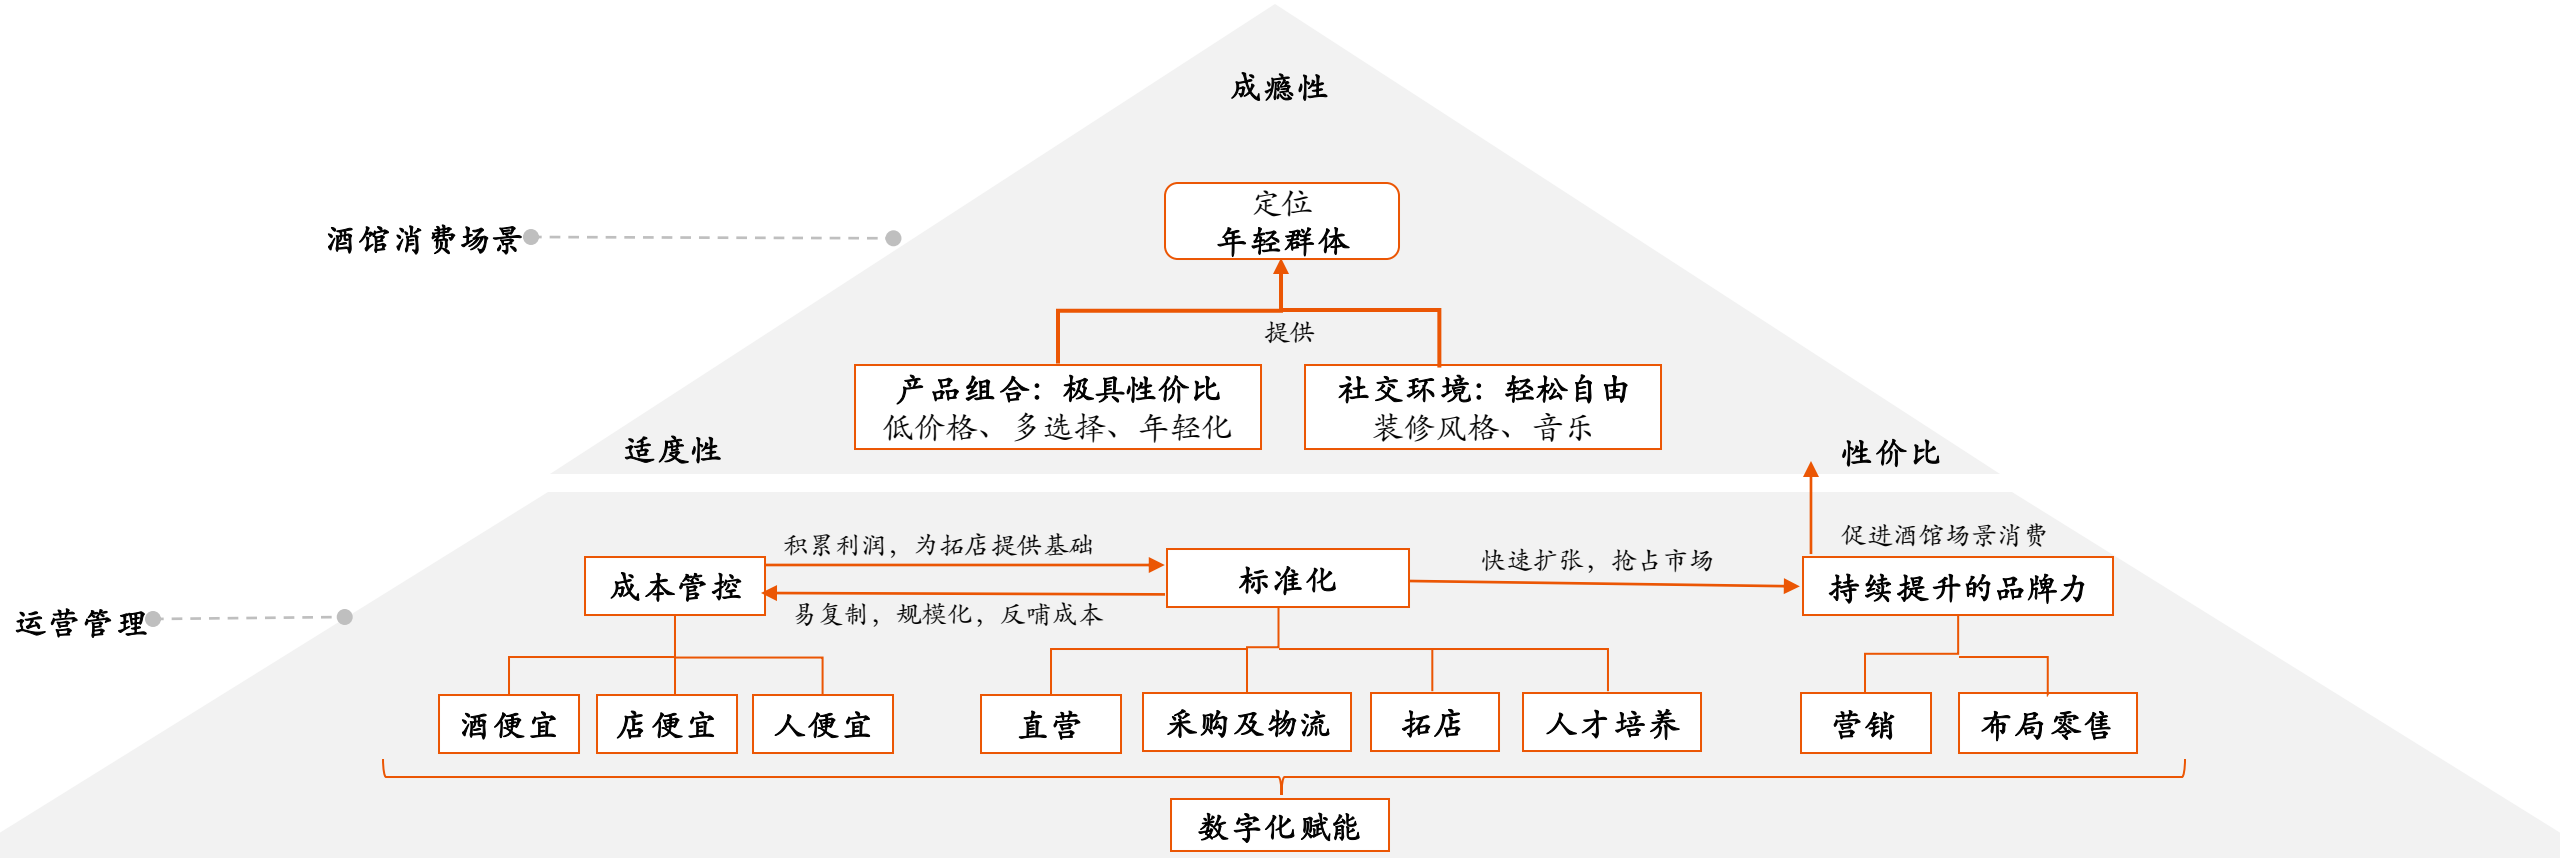 成瘾性
定位
年轻群体
酒馆消费场景
提供
产品组合：极具性价比
低价格、多选择、年轻化
社交环境：轻松自由
装修风格、音乐
适度性
性价比
积累利润，为拓店提供基础
促进酒馆场景消费
快速扩张，抢占市场
成本管控
标准化
持续提升的品牌力
易复制，规模化，反哺成本
运营管理
酒便宜
店便宜
人便宜
直营
采购及物流
拓店
人才培养
营销
布局零售
数字化赋能